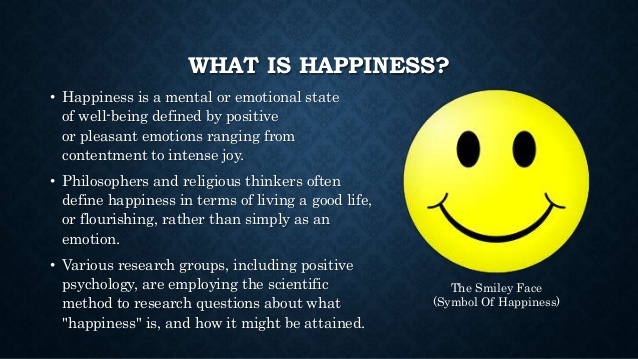 WHAT IS HAPPINESS?
• Happiness is a mental or emotional state
of well-being defined by positive
or pleasant emotions ranging from
contentment to intense joy.
• Philosophers and religious thinkers often
define happiness in terms of living a good life,
or flourishing, rather than simply as an
emotion.
• Various research groups, including positive
psychology, are employing the scientific
method to research questions about what
"happiness" is, and how it might be attained.
The Smiley Face
(Symbol Of Happiness)